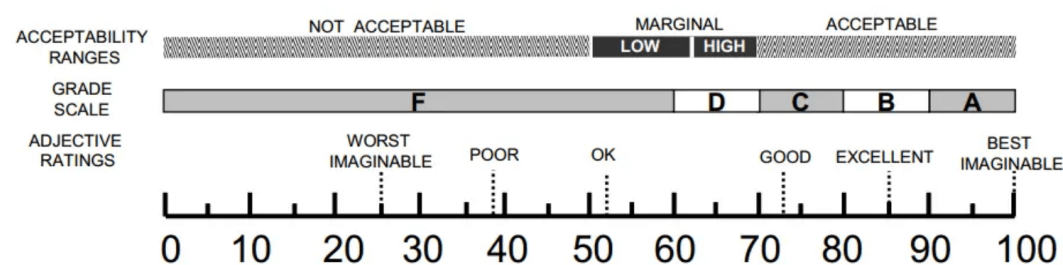 ACCEPTABILITY
RANGES
NOT ACCEPTABLE
MARGINAL
ACCEPTABLE
LOW
HIGH
GRADE
SCALE
F
D
C
B
A
ADJECTIVE
RATINGS
WORST
IMAGINABLE
POOR
OK
GOOD
EXCELLENT
BEST
IMAGINABLE
0 10 20 30 40 50 60 70 80 90 100